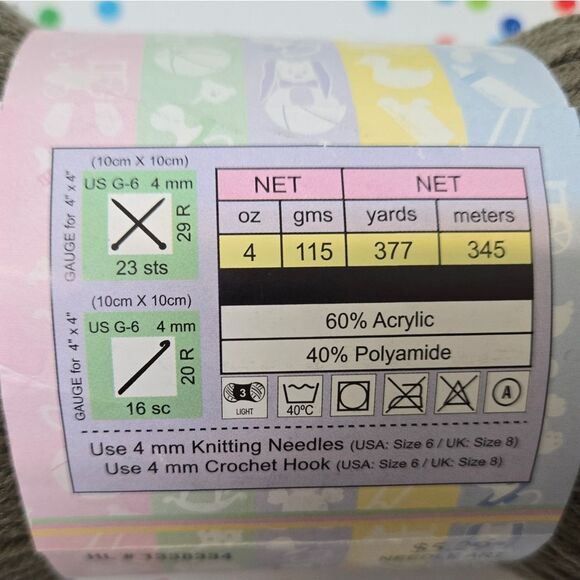 (10cm X 10cm)
US G-6 4 mm
GAUGE for 4" x 4"
29 R
23 sts
(10cm X 10cm)
US G-6 4 mm
GAUGE for 4" x 4"
20 R
16 sc
NET NET
oz gms yards meters
4 115 377 345
60% Acrylic
40% Polyamide
3
LIGHT
40°C
A
Use 4 mm Knitting Needles (USA: Size 6 / UK: Size 8)
Use 4 mm Crochet Hook (USA: Size 6 / UK: Size 8)
HL # 1338334